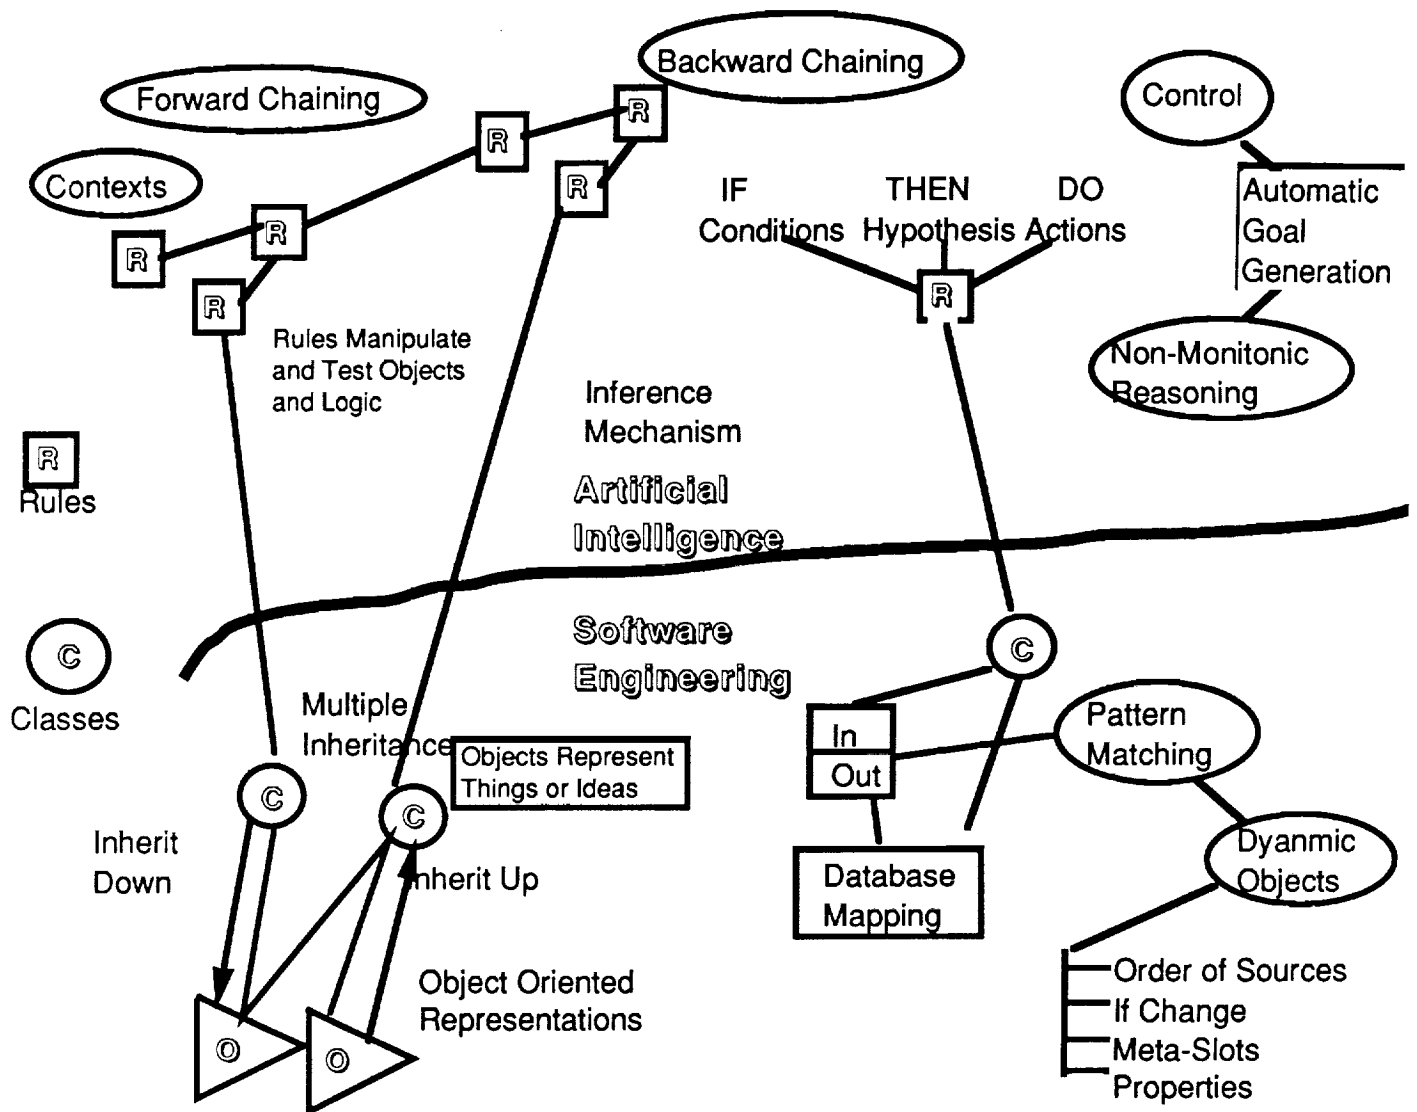 Backward Chaining
Forward Chaining
Control
R
R
Contexts
R
IF THEN DO
Conditions Hypothesis Actions
Automatic
Goal
Generation
R
R
R
R
Rules Manipulate
and Test Objects
and Logic
Non-Monitonic
Reasoning
Inference
Mechanism
R
Rules
Artificial
Intelligence
Software
Engineering
C
Classes
C
Multiple
Inheritance
Objects Represent
Things or Ideas
In
Out
Pattern
Matching
C
C
Inherit
Down
Inherit Up
Database
Mapping
Dyanmic
Objects
Object Oriented
Representations
Order of Sources
If Change
Meta-Slots
Properties
O
O